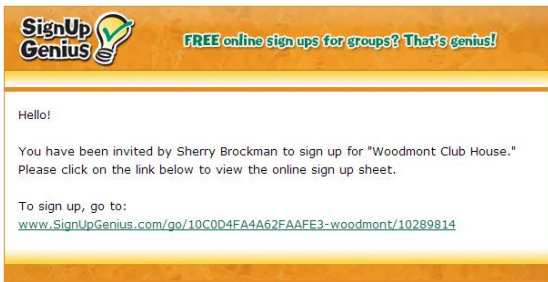 SignUp
Genius
FREE online sign ups for groups? That's genius!
Hello!
You have been invited by Sherry Brockman to sign up for "Woodmont Club House."
Please click on the link below to view the online sign up sheet.
To sign up, go to:
www.SignUpGenius.com/go/10C0D4FA4A62FAAFE3-woodmont/10289814